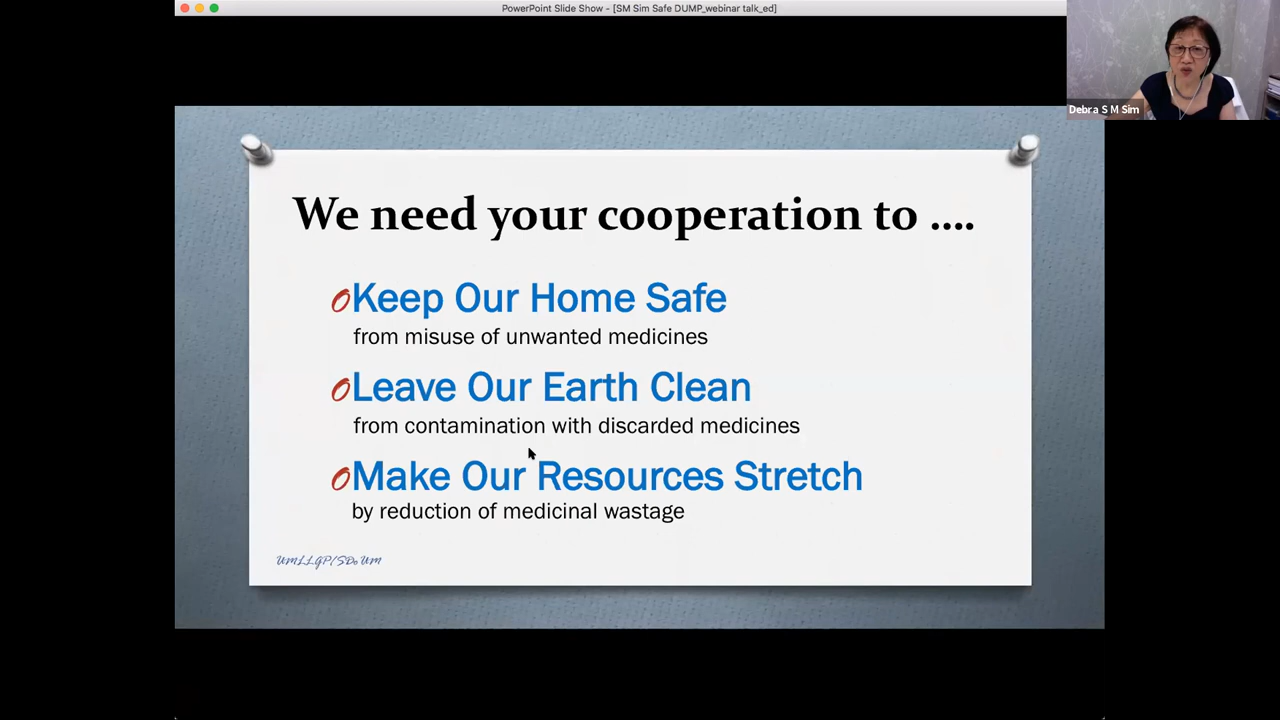 PowerPoint Slide Show - [SM Sim Safe DUMP_webinar talk_ed]
Debra S M Sim
We need your cooperation to ....
Keep Our Home Safe
from misuse of unwanted medicines
Leave Our Earth Clean
from contamination with discarded medicines
Make Our Resources Stretch
by reduction of medicinal wastage
UMLLGP/SDoUM